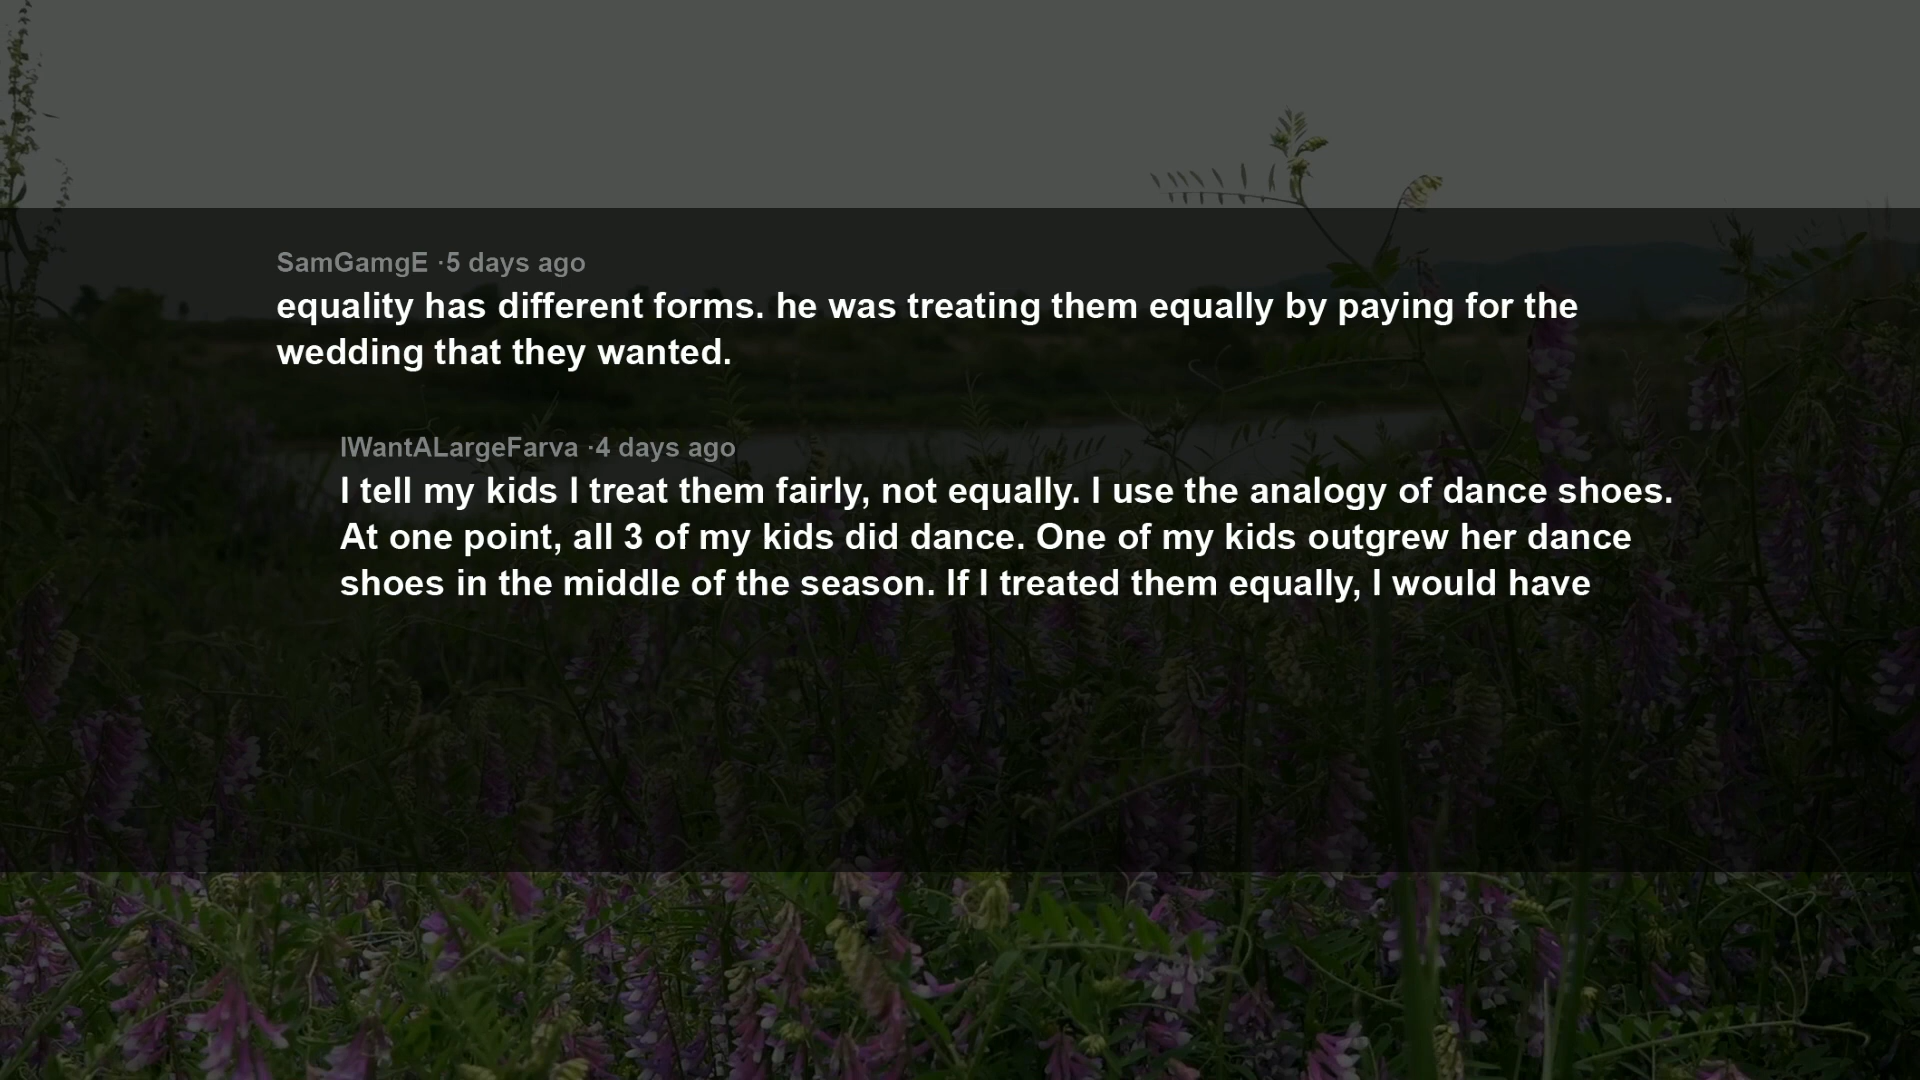 SamGamgE ·5 days ago
equality has different forms. he was treating them equally by paying for the
wedding that they wanted.
IWantALargeFarva ·4 days ago
I tell my kids I treat them fairly, not equally. I use the analogy of dance shoes.
At one point, all 3 of my kids did dance. One of my kids outgrew her dance
shoes in the middle of the season. If I treated them equally, I would have